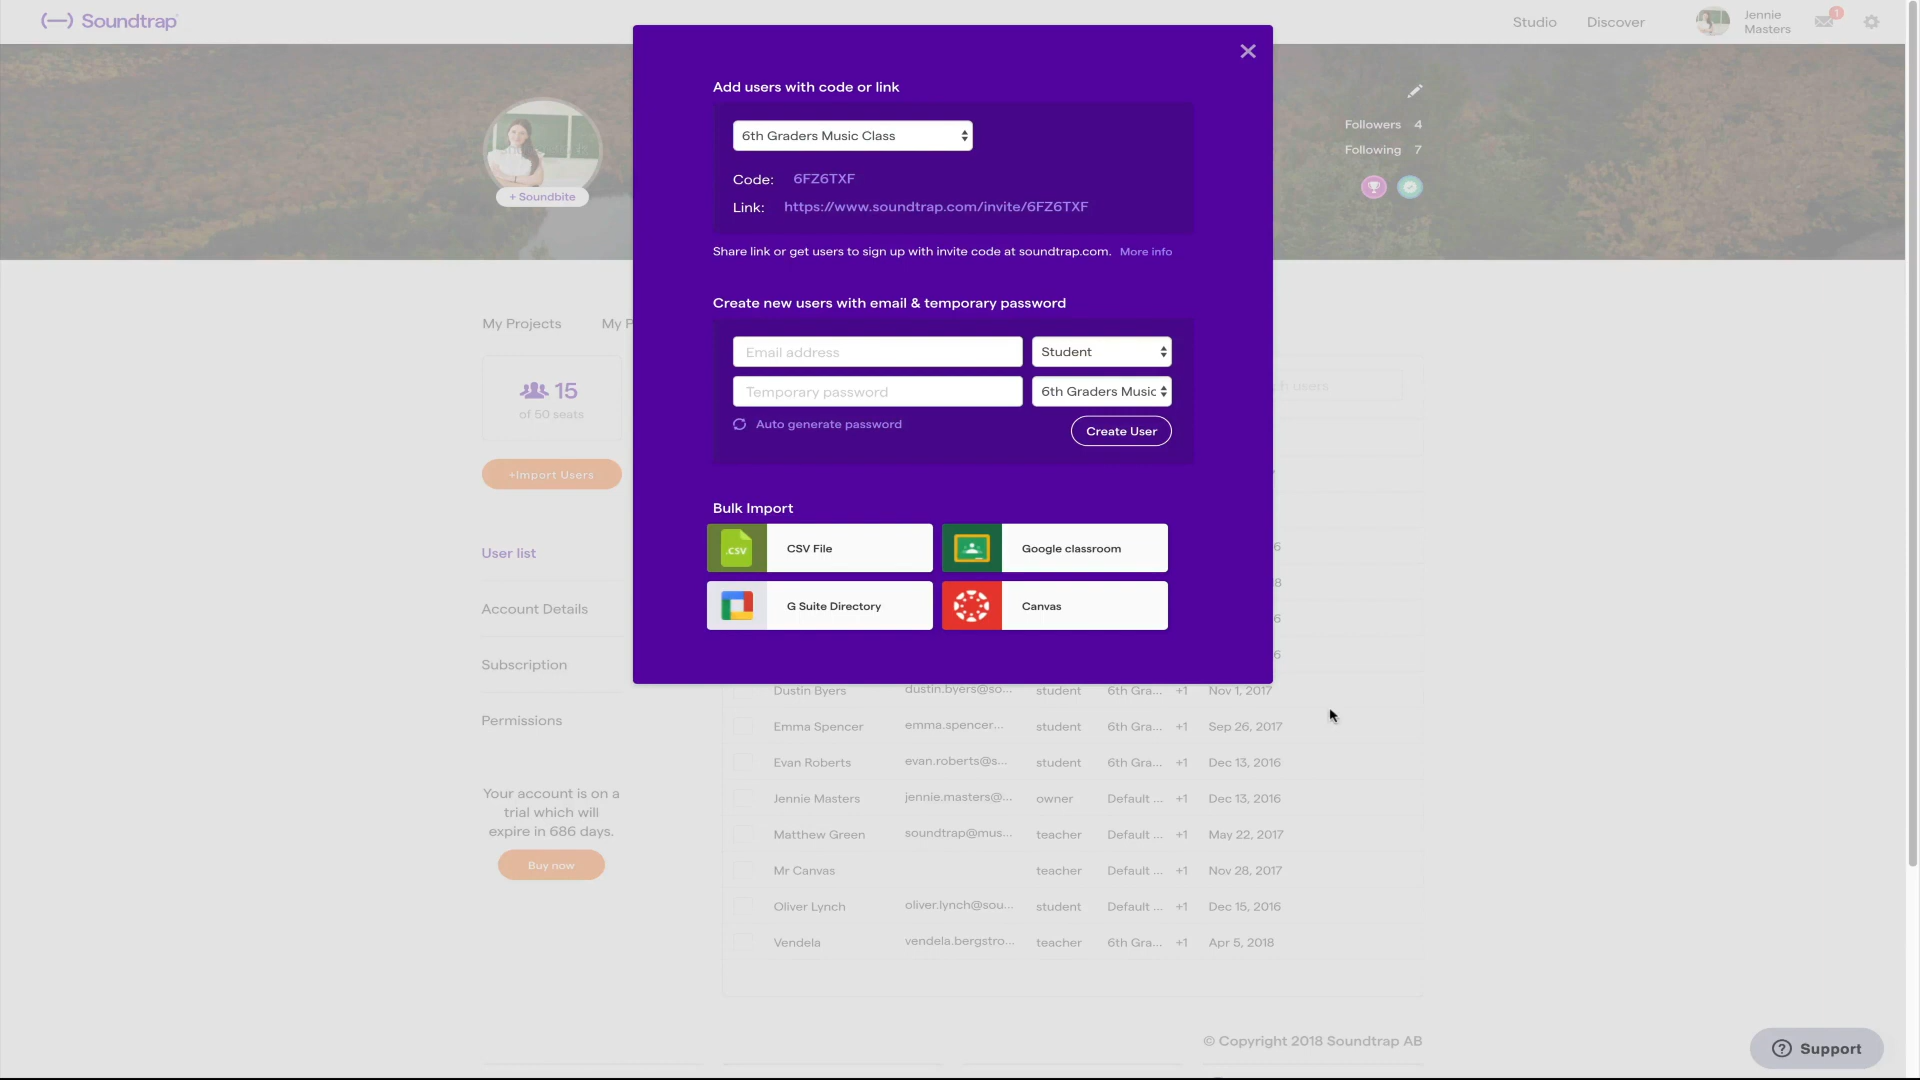 Soundtrap
Studio
Discover
Jennie
Masters
1
Followers 4
Following 7
+ Soundbite
My Projects
My P
15
of 50 seats
+Import Users
User list
Account Details
Subscription
Permissions
Your account is on a
trial which will
expire in 686 days.
Buy now
Add users with code or link
6th Graders Music Class
Code: 6FZ6TXF
Link: https://www.soundtrap.com/invite/6FZ6TXF
Share link or get users to sign up with invite code at soundtrap.com. More info
Create new users with email & temporary password
Email address
Student
Temporary password
6th Graders Music
Auto generate password
Create User
Bulk Import
.CSV
CSV File
Google classroom
G Suite Directory
Canvas
ch users
6
8
6
6
Dustin Byers dustin.byers@so... student 6th Gra... +1 Nov 1, 2017
Emma Spencer emma.spencer... student 6th Gra... +1 Sep 26, 2017
Evan Roberts evan.roberts@s... student 6th Gra... +1 Dec 13, 2016
Jennie Masters jennie.masters@... owner Default ... +1 Dec 13, 2016
Matthew Green soundtrap@mus... teacher Default ... +1 May 22, 2017
Mr Canvas teacher Default ... +1 Nov 28, 2017
Oliver Lynch oliver.lynch@sou... student Default ... +1 Dec 15, 2016
Vendela vendela.bergstro... teacher 6th Gra... +1 Apr 5, 2018
© Copyright 2018 Soundtrap AB
Support